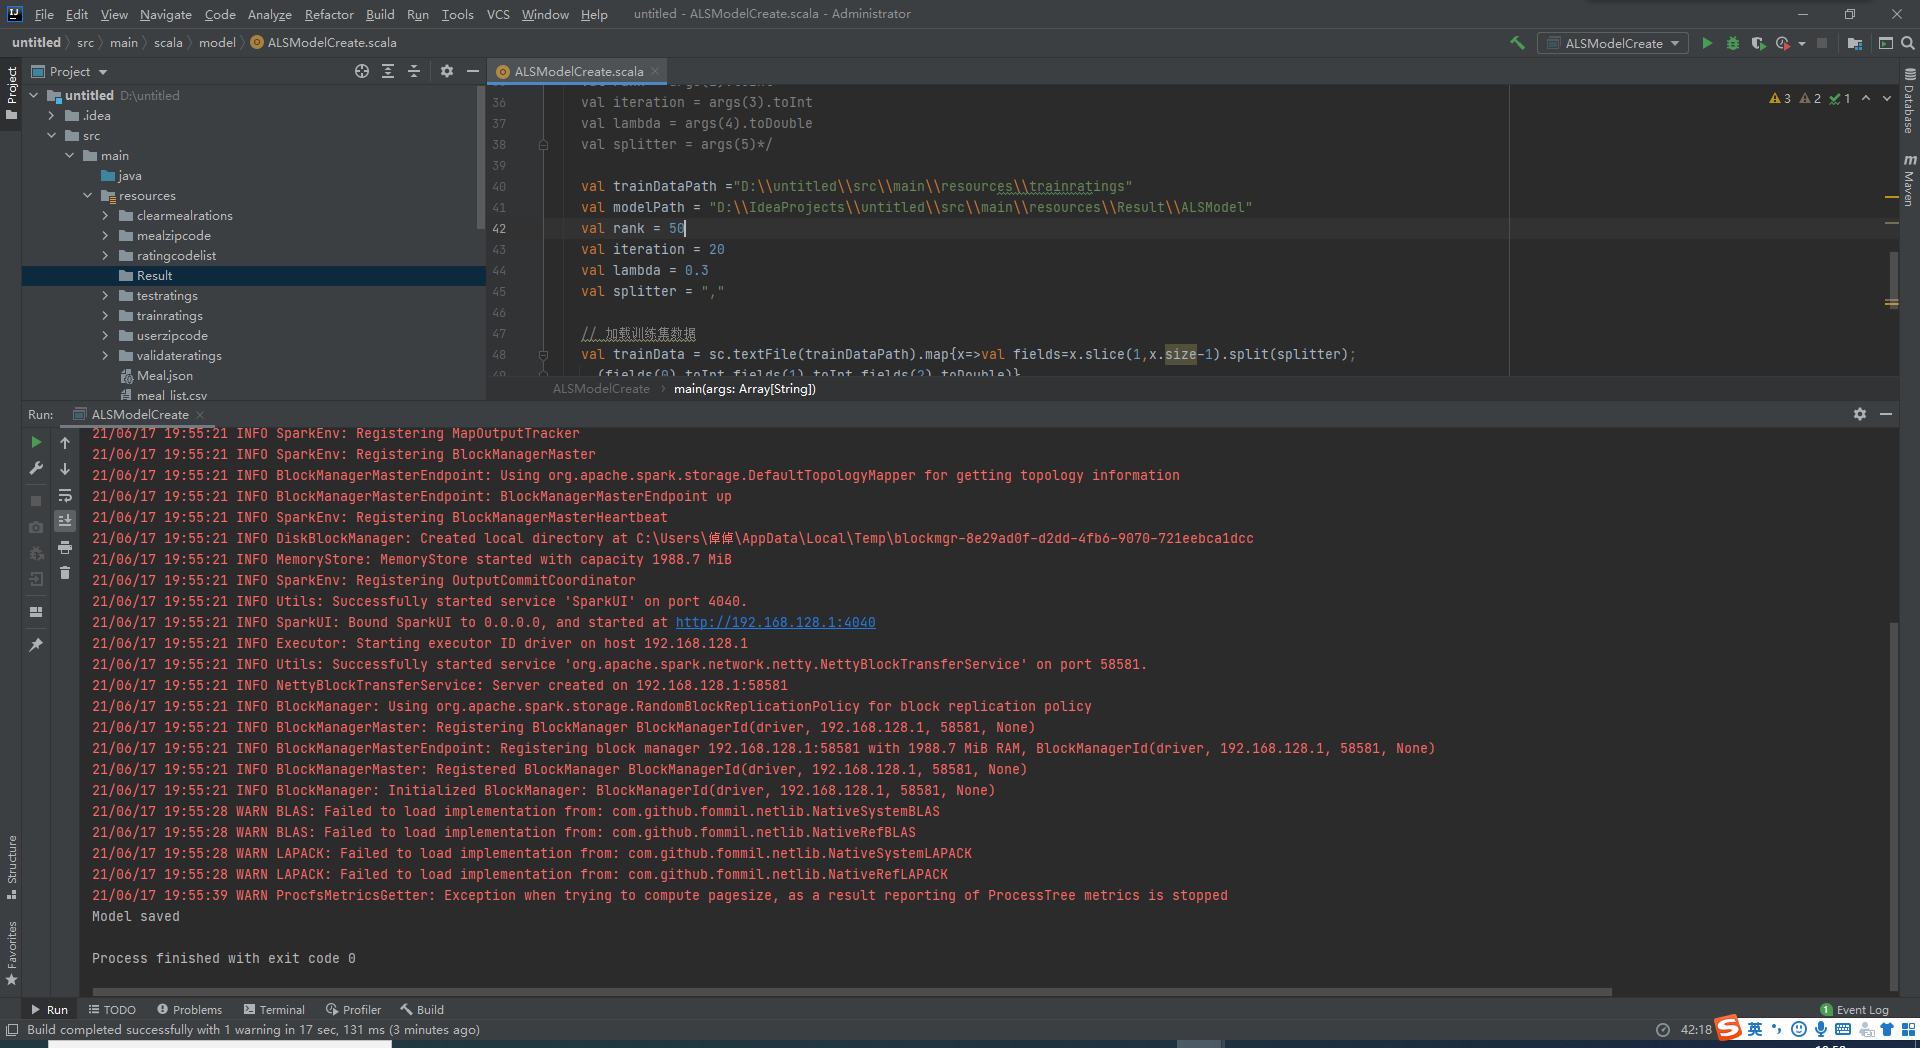 File Edit View Navigate Code Analyze Refactor Build Run Tools VCS Window Help untitled - ALSModelCreate.scala - Administrator
untitled src main scala model ALSModelCreate.scala ALSModelCreate
Project ALSModelCreate.scala
untitled D:\untitled
.idea
src
main
java
resources
clearmealrations
mealzipcode
ratingcodelist
Result
testratings
trainratings
userzipcode
validateratings
Meal.json
meal_list.csv
36 val iteration = args(3).toInt
37 val lambda = args(4).toDouble
38 val splitter = args(5)*/
39
40 val trainDataPath ="D:\\untitled\\src\\main\\resources\\trainratings"
41 val modelPath = "D:\\IdeaProjects\\untitled\\src\\main\\resources\\Result\\ALSModel"
42 val rank = 50
43 val iteration = 20
44 val lambda = 0.3
45 val splitter = ","
46
47 // 加载训练集数据
48 val trainData = sc.textFile(trainDataPath).map{x=>val fields=x.slice(1,x.size-1).split(splitter);
49 (fields(0).toInt,fields(1).toInt,fields(2).toDouble)}
3 2 1
ALSModelCreate main(args: Array[String])
Project
Database
Maven
Structure
Favorites
Run: ALSModelCreate
21/06/17 19:55:21 INFO SparkEnv: Registering MapOutputTracker
21/06/17 19:55:21 INFO SparkEnv: Registering BlockManagerMaster
21/06/17 19:55:21 INFO BlockManagerMasterEndpoint: Using org.apache.spark.storage.DefaultTopologyMapper for getting topology information
21/06/17 19:55:21 INFO BlockManagerMasterEndpoint: BlockManagerMasterEndpoint up
21/06/17 19:55:21 INFO SparkEnv: Registering BlockManagerMasterHeartbeat
21/06/17 19:55:21 INFO DiskBlockManager: Created local directory at C:\Users\倬倬\AppData\Local\Temp\blockmgr-8e29ad0f-d2dd-4fb6-9070-721eebca1dcc
21/06/17 19:55:21 INFO MemoryStore: MemoryStore started with capacity 1988.7 MiB
21/06/17 19:55:21 INFO SparkEnv: Registering OutputCommitCoordinator
21/06/17 19:55:21 INFO Utils: Successfully started service 'SparkUI' on port 4040.
21/06/17 19:55:21 INFO SparkUI: Bound SparkUI to 0.0.0.0, and started at http://192.168.128.1:4040
21/06/17 19:55:21 INFO Executor: Starting executor ID driver on host 192.168.128.1
21/06/17 19:55:21 INFO Utils: Successfully started service 'org.apache.spark.network.netty.NettyBlockTransferService' on port 58581.
21/06/17 19:55:21 INFO NettyBlockTransferService: Server created on 192.168.128.1:58581
21/06/17 19:55:21 INFO BlockManager: Using org.apache.spark.storage.RandomBlockReplicationPolicy for block replication policy
21/06/17 19:55:21 INFO BlockManagerMaster: Registering BlockManager BlockManagerId(driver, 192.168.128.1, 58581, None)
21/06/17 19:55:21 INFO BlockManagerMasterEndpoint: Registering block manager 192.168.128.1:58581 with 1988.7 MiB RAM, BlockManagerId(driver, 192.168.128.1, 58581, None)
21/06/17 19:55:21 INFO BlockManagerMaster: Registered BlockManager BlockManagerId(driver, 192.168.128.1, 58581, None)
21/06/17 19:55:21 INFO BlockManager: Initialized BlockManager: BlockManagerId(driver, 192.168.128.1, 58581, None)
21/06/17 19:55:28 WARN BLAS: Failed to load implementation from: com.github.fommil.netlib.NativeSystemBLAS
21/06/17 19:55:28 WARN BLAS: Failed to load implementation from: com.github.fommil.netlib.NativeRefBLAS
21/06/17 19:55:28 WARN LAPACK: Failed to load implementation from: com.github.fommil.netlib.NativeSystemLAPACK
21/06/17 19:55:28 WARN LAPACK: Failed to load implementation from: com.github.fommil.netlib.NativeRefLAPACK
21/06/17 19:55:39 WARN ProcfsMetricsGetter: Exception when trying to compute pagesize, as a result reporting of ProcessTree metrics is stopped
Model saved
Process finished with exit code 0
Run TODO Problems Terminal Profiler Build 1 Event Log
Build completed successfully with 1 warning in 17 sec, 131 ms (3 minutes ago) 42:18 英